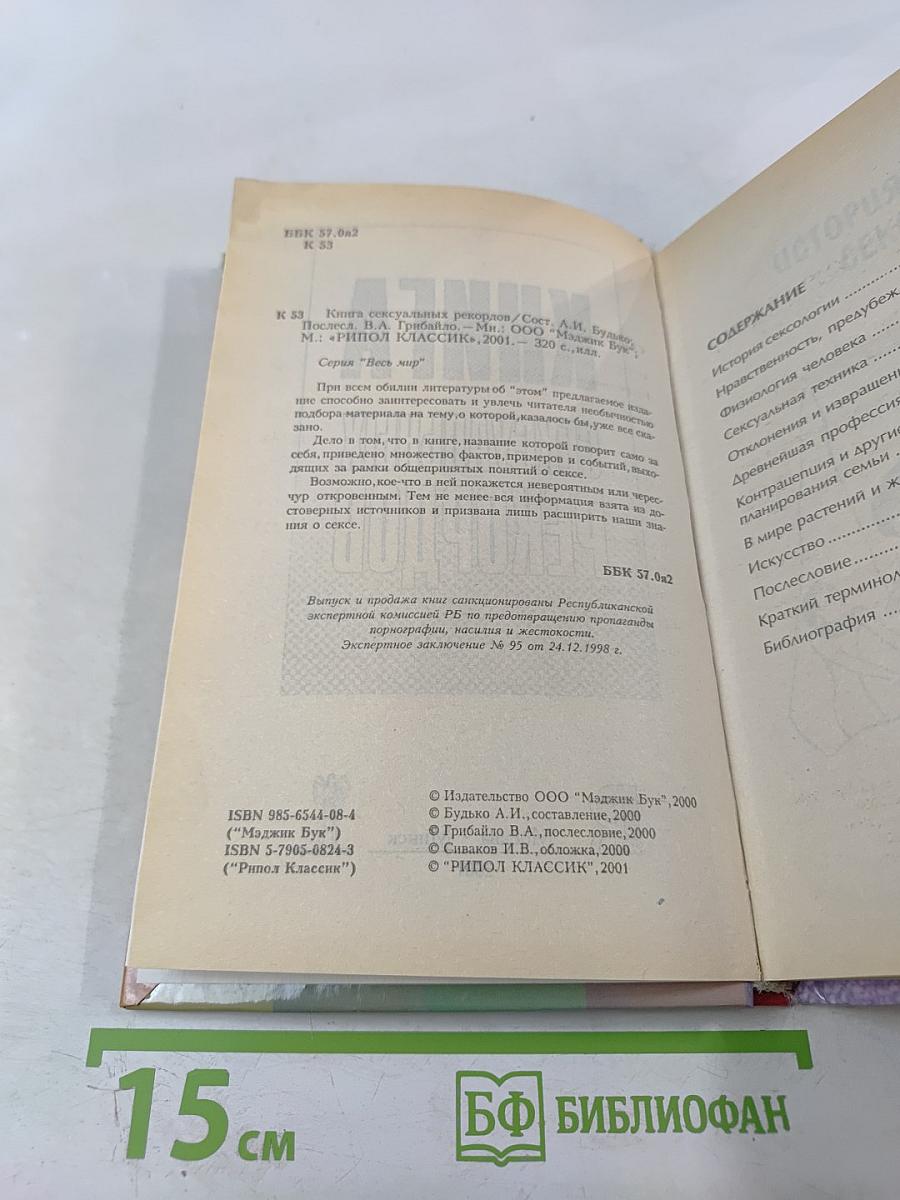 ББК 57.0я2
К 53
К 53 Книга сексуальных рекордов/Сост. А.И. Будько;
Послесл. В.А. Грибайло.— Мн.: ООО "Мэджик Бук";
М.: «РИПОЛ КЛАССИК», 2001.— 320 с., илл.
Серия "Весь мир"
При всем обилии литературы об "этом" предлагаемое изда-
ние способно заинтересовать и увлечь читателя необычностью
подбора материала на тему, о которой, казалось бы, уже все ска-
зано.
Дело в том, что в книге, название которой говорит само за
себя, приведено множество фактов, примеров и событий, выхо-
дящих за рамки общепринятых понятий о сексе.
Возможно, кое-что в ней покажется невероятным или черес-
чур откровенным. Тем не менее вся информация взята из до-
стоверных источников и призвана лишь расширить наши зна-
ния о сексе.
ББК 57.0я2
Выпуск и продажа книг санкционированы Республиканской
экспертной комиссией РБ по предотвращению пропаганды
порнографии, насилия и жестокости.
Экспертное заключение № 95 от 24.12.1998 г.
ISBN 985-6544-08-4
("Мэджик Бук")
ISBN 5-7905-0824-3
("Рипол Классик")
© Издательство ООО "Мэджик Бук", 2000
© Будько А.И., составление, 2000
© Грибайло В.А., послесловие, 2000
© Сиваков И.В., обложка, 2000
© "РИПОЛ КЛАССИК", 2001
СОДЕРЖАНИЕ
История сексологии
Нравственность, предубеж
Физиология человека
Сексуальная техника
Отклонения и извращени
Древнейшая профессия
Контрацепция и другие
планирования семьи
В мире растений и ж
Искусство
Послесловие
Краткий терминол
Библиография
15 см
БФ БИБЛИОФАН